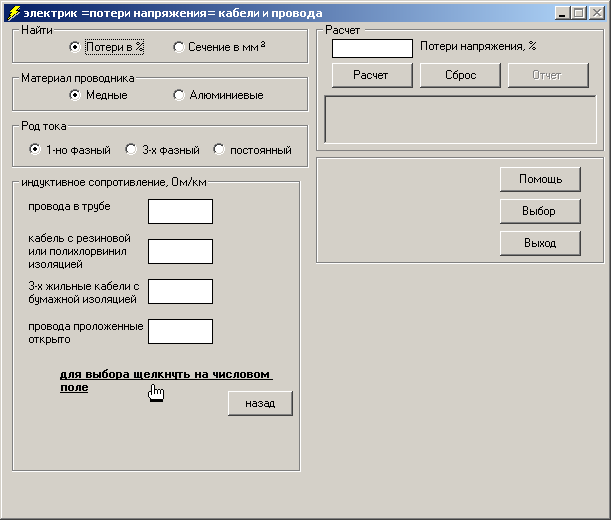 электрик =потери напряжения= кабели и провода
Найти
Потери в %
Сечение в мм²
Материал проводника
Медные
Алюминиевые
Род тока
1-но фазный
3-х фазный
постоянный
индуктивное сопротивление, Ом/км
провода в трубе
кабель с резиновой
или полихлорвинил
изоляцией
3-х жильные кабели с
бумажной изоляцией
провода проложенные
открыто
для выбора щелкнуть на числовом
поле
назад
Расчет
Потери напряжения, %
Расчет
Сброс
Отчет
Помощь
Выбор
Выход